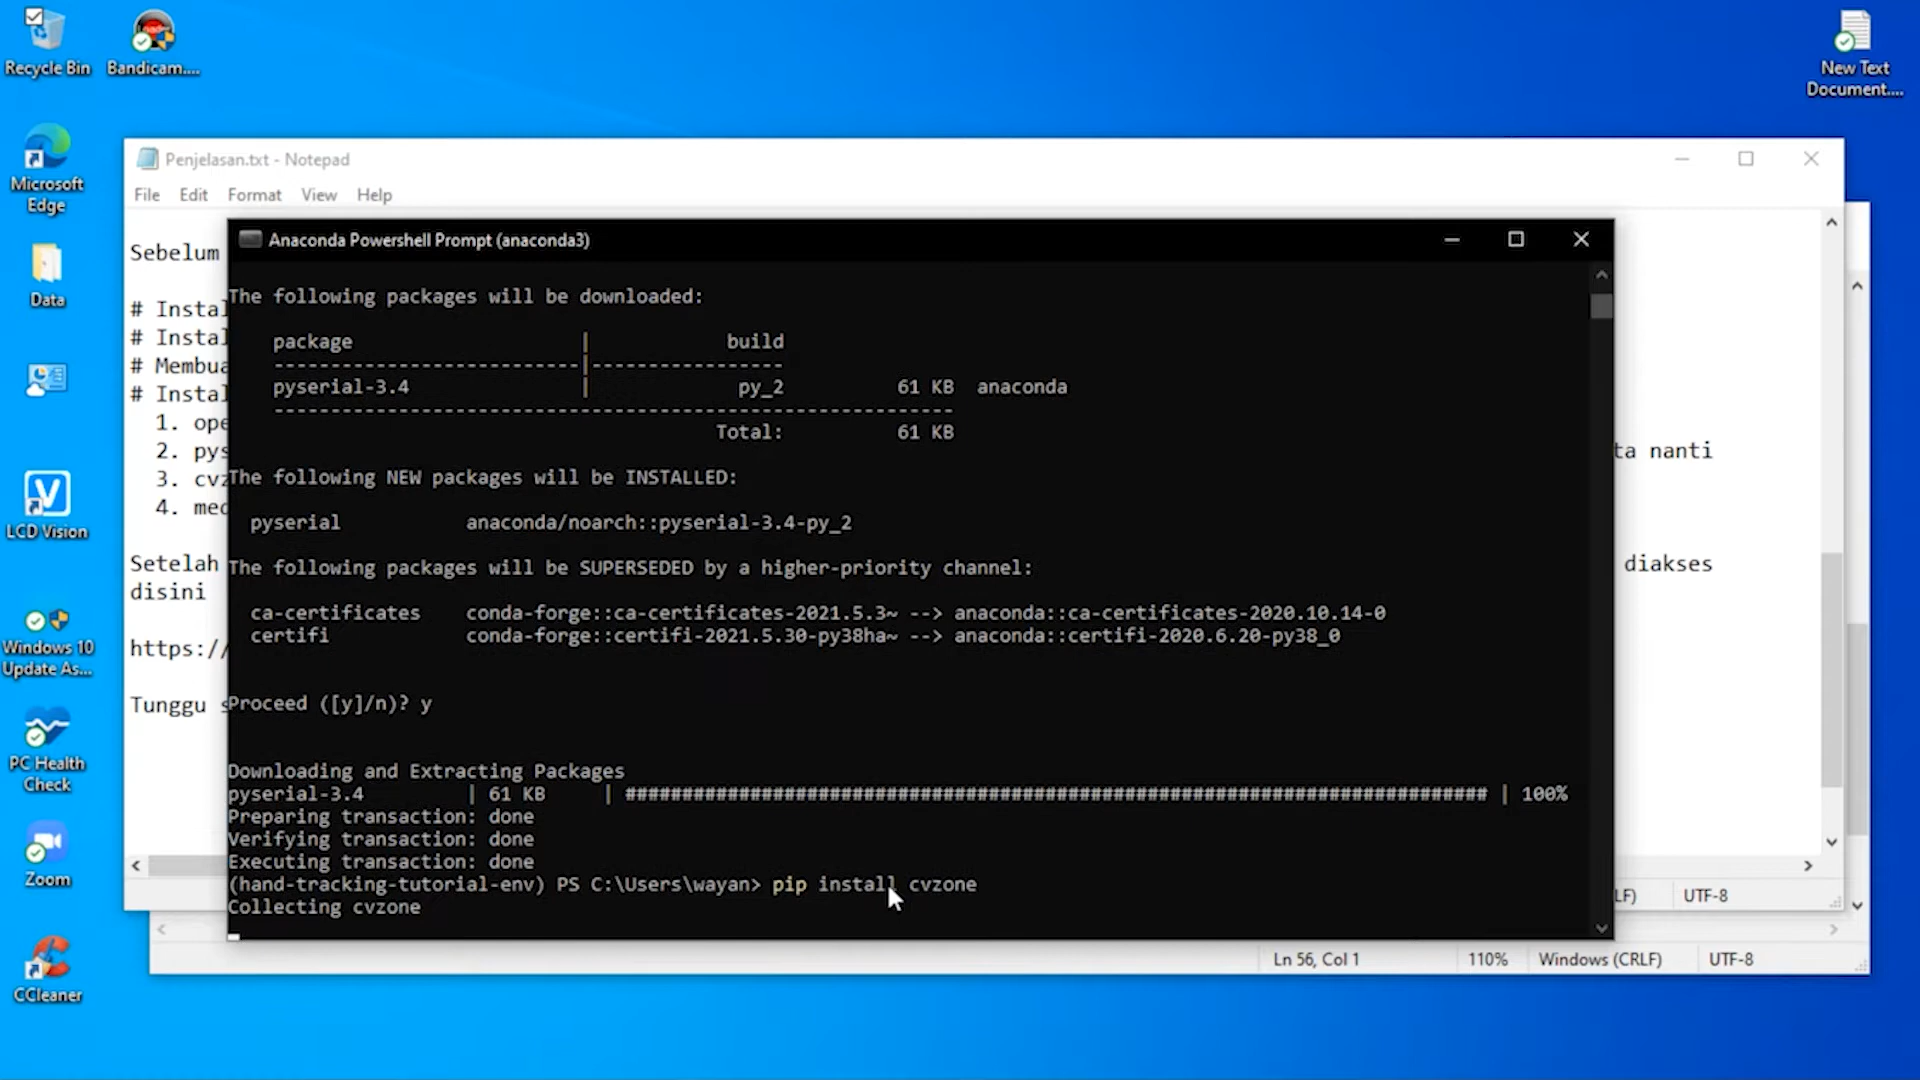 Recycle Bin
Bandicam....
New Text
Document....
Microsoft
Edge
Data
LCD Vision
Windows 10
Update As...
PC Health
Check
Zoom
CCleaner
Penjelasan.txt - Notepad
File Edit Format View Help
Sebelum
# Instal
# Instal
# Membua
# Instal
1. ope
2. pys
ta nanti
3. cvz
4. med
Setelah
diakses
disini
https://
Tunggu s
Anaconda Powershell Prompt (anaconda3)
The following packages will be downloaded:
package | build
---------------------------|-----------------
pyserial-3.4 | py_2 61 KB anaconda
------------------------------------------------------------
Total: 61 KB
The following NEW packages will be INSTALLED:
pyserial anaconda/noarch::pyserial-3.4-py_2
The following packages will be SUPERSEDED by a higher-priority channel:
ca-certificates conda-forge::ca-certificates-2021.5.3~ --> anaconda::ca-certificates-2020.10.14-0
certifi conda-forge::certifi-2021.5.30-py38ha~ --> anaconda::certifi-2020.6.20-py38_0
Proceed ([y]/n)? y
Downloading and Extracting Packages
pyserial-3.4 | 61 KB | ############################################################################ | 100%
Preparing transaction: done
Verifying transaction: done
Executing transaction: done
(hand-tracking-tutorial-env) PS C:\Users\wayan> pip install cvzone
Collecting cvzone
LF) UTF-8
Ln 56, Col 1 110% Windows (CRLF) UTF-8